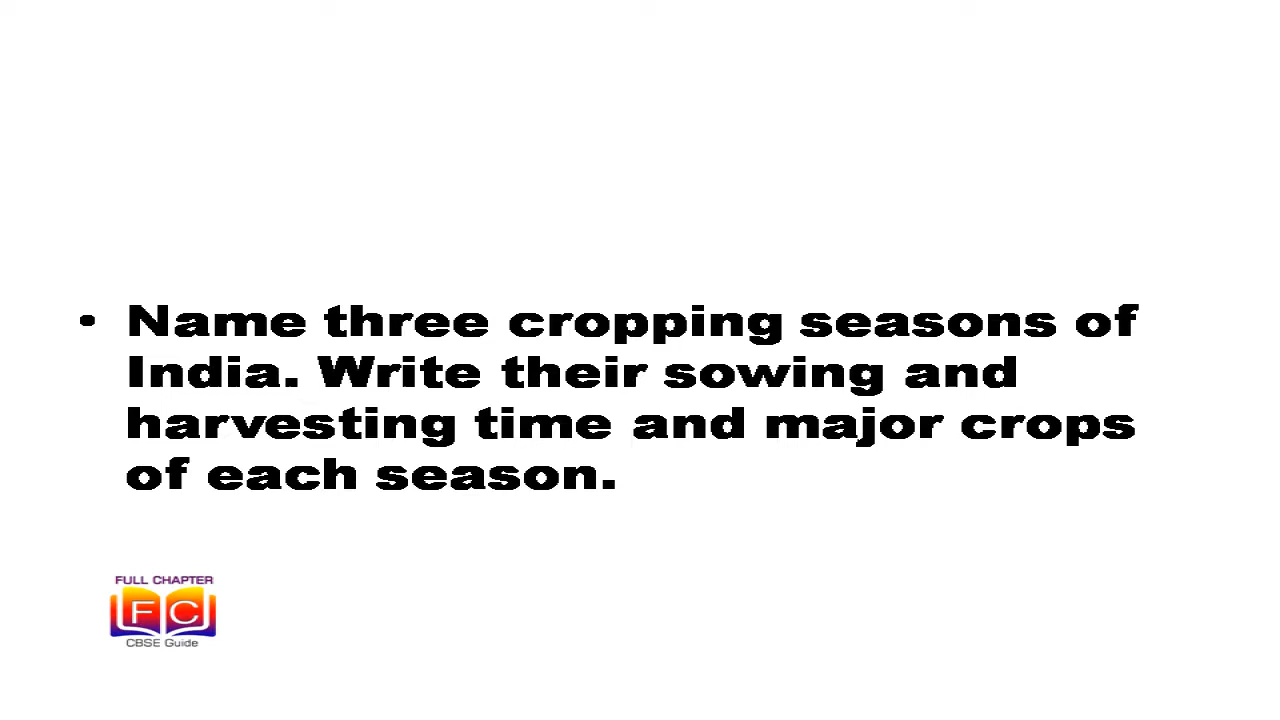 • Name three cropping seasons of
India. Write their sowing and
harvesting time and major crops
of each season.
FULL CHAPTER
FC
CBSE Guide